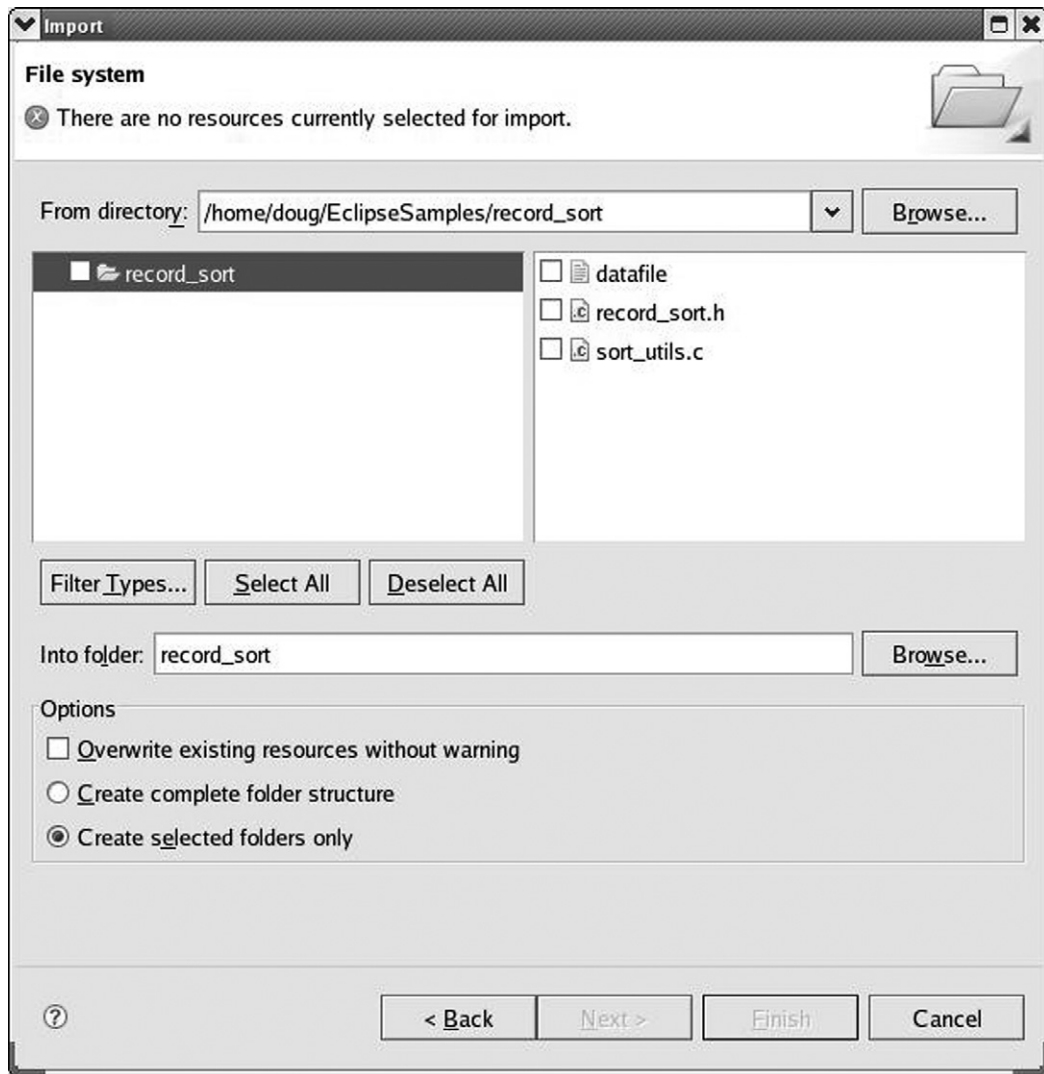 Import
File system
There are no resources currently selected for import.
From directory: /home/doug/EclipseSamples/record_sort Browse...
record_sort
datafile
.c record_sort.h
.c sort_utils.c
Filter Types... Select All Deselect All
Into folder: record_sort Browse...
Options
Overwrite existing resources without warning
Create complete folder structure
Create selected folders only
? < Back Next > Finish Cancel